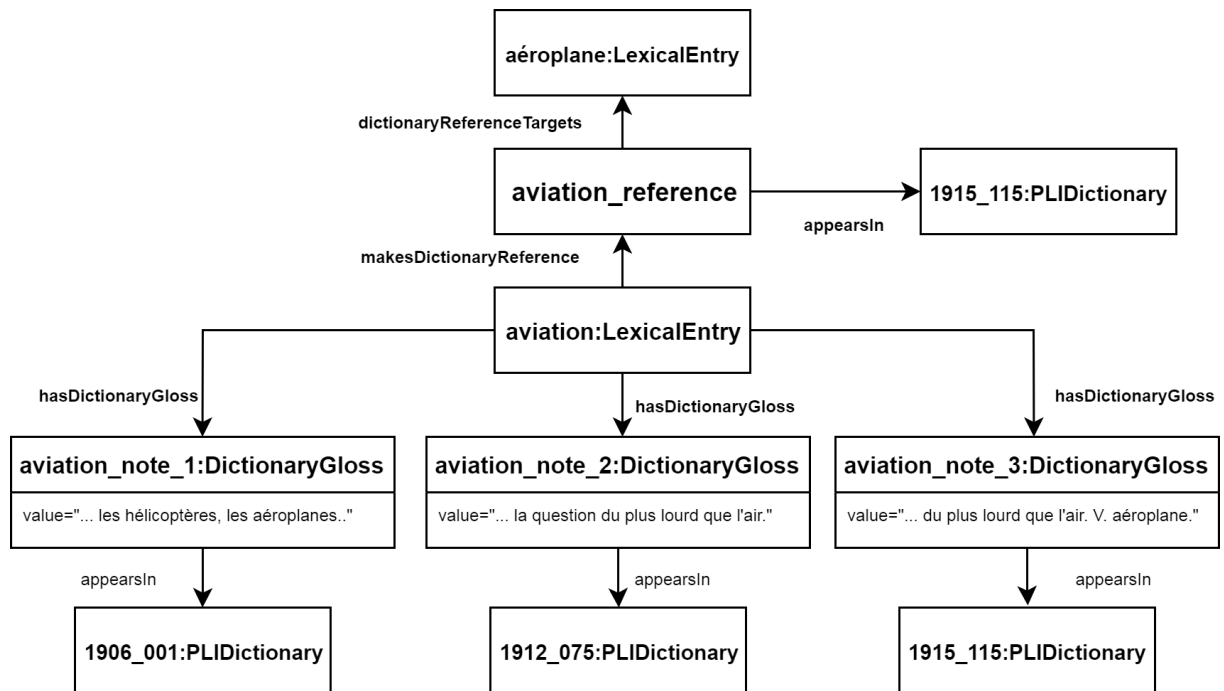 aéroplane:LexicalEntry
dictionaryReferenceTargets
aviation_reference
1915_115:PLIDictionary
appearsIn
makesDictionaryReference
aviation:LexicalEntry
hasDictionaryGloss
hasDictionaryGloss
hasDictionaryGloss
aviation_note_1:DictionaryGloss
aviation_note_2:DictionaryGloss
aviation_note_3:DictionaryGloss
value="... les hélicoptères, les aéroplanes.."
value="... la question du plus lourd que l'air."
value="... du plus lourd que l'air. V. aéroplane."
appearsIn
appearsIn
appearsIn
1906_001:PLIDictionary
1912_075:PLIDictionary
1915_115:PLIDictionary